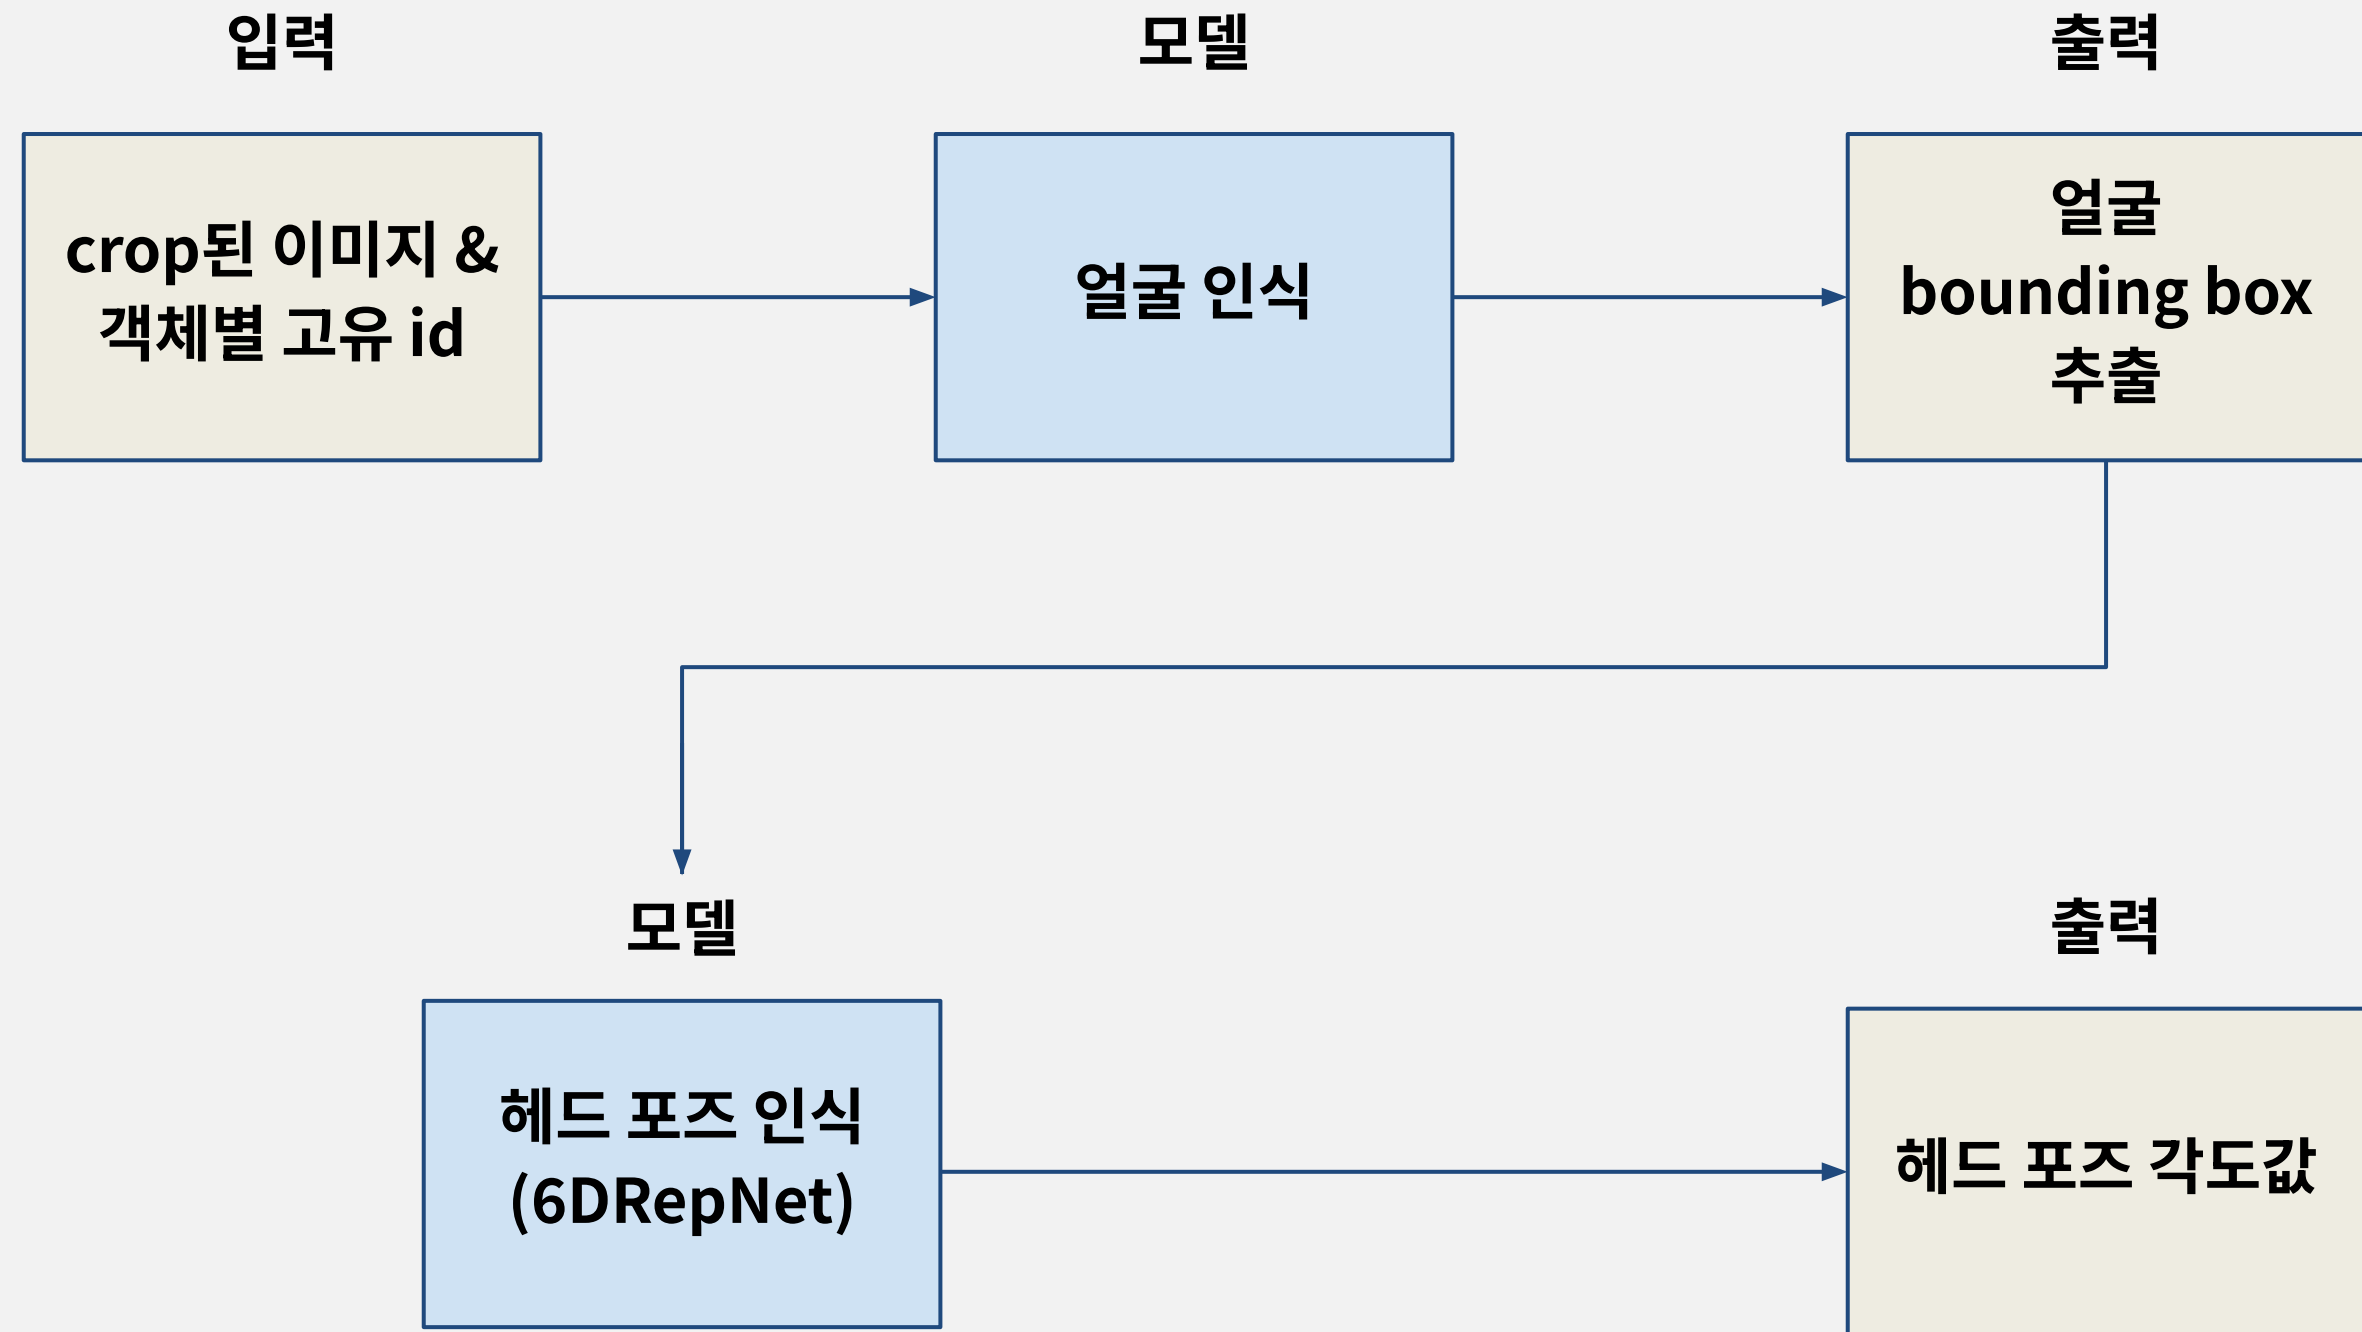 입력
모델
출력
crop된 이미지 &
객체별 고유 id
얼굴 인식
얼굴
bounding box
추출
모델
출력
헤드 포즈 인식
(6DRepNet)
헤드 포즈 각도값